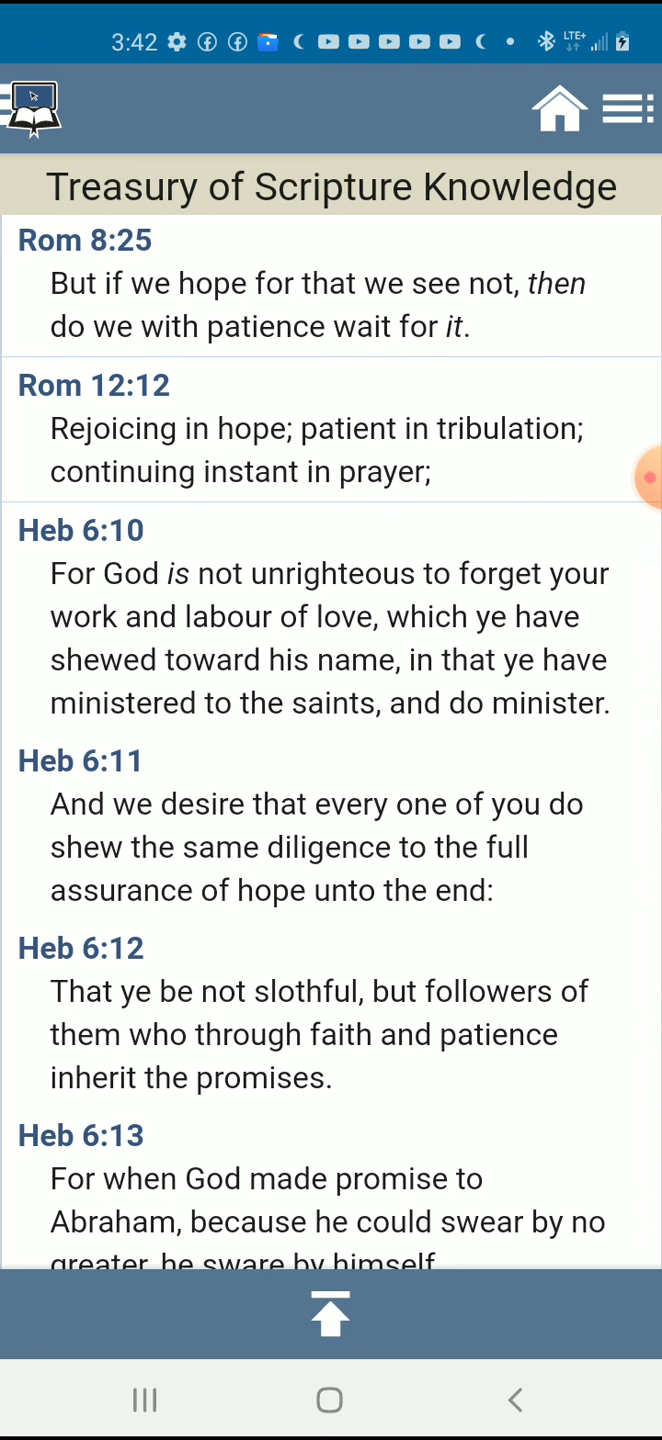 3:42
LTE+
Treasury of Scripture Knowledge
Rom 8:25
But if we hope for that we see not, then
do we with patience wait for it.
Rom 12:12
Rejoicing in hope; patient in tribulation;
continuing instant in prayer;
Heb 6:10
For God is not unrighteous to forget your
work and labour of love, which ye have
shewed toward his name, in that ye have
ministered to the saints, and do minister.
Heb 6:11
And we desire that every one of you do
shew the same diligence to the full
assurance of hope unto the end:
Heb 6:12
That ye be not slothful, but followers of
them who through faith and patience
inherit the promises.
Heb 6:13
For when God made promise to
Abraham, because he could swear by no
greater, he sware by himself